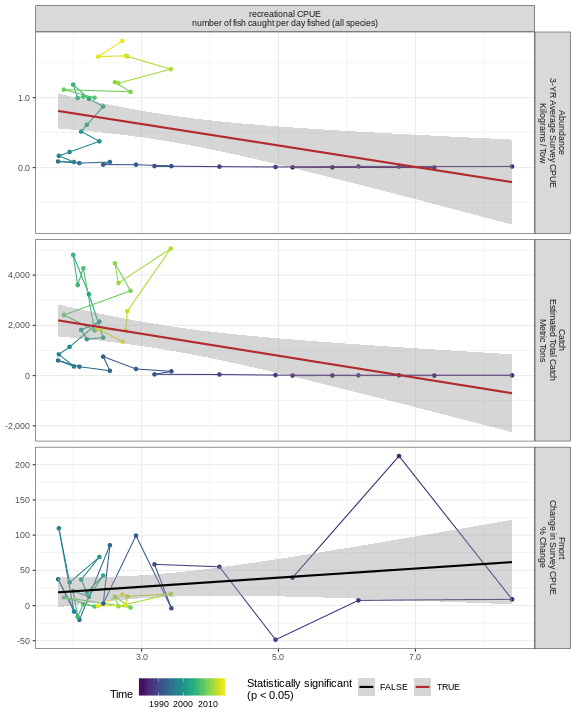 recreational CPUE
number of fish caught per day fished (all species)
1.0
0.0
Abundance
3-YR Average Survey CPUE
Kilograms / Tow
4,000
2,000
0
-2,000
Catch
Estimated Total Catch
Metric Tons
200
150
100
50
0
-50
Fmort
Change in Survey CPUE
% Change
3.0
5.0
7.0
Time
1990 2000 2010
Statistically significant
(p < 0.05)
FALSE
TRUE